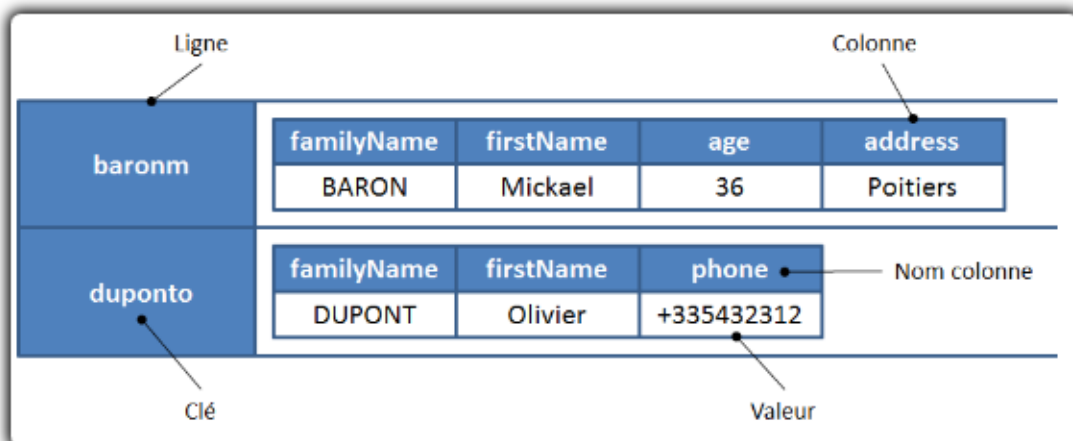 Ligne
Colonne
baronm
familyName firstName age address
BARON Mickael 36 Poitiers
duponto
familyName firstName phone
Nom colonne
DUPONT Olivier +335432312
Clé
Valeur